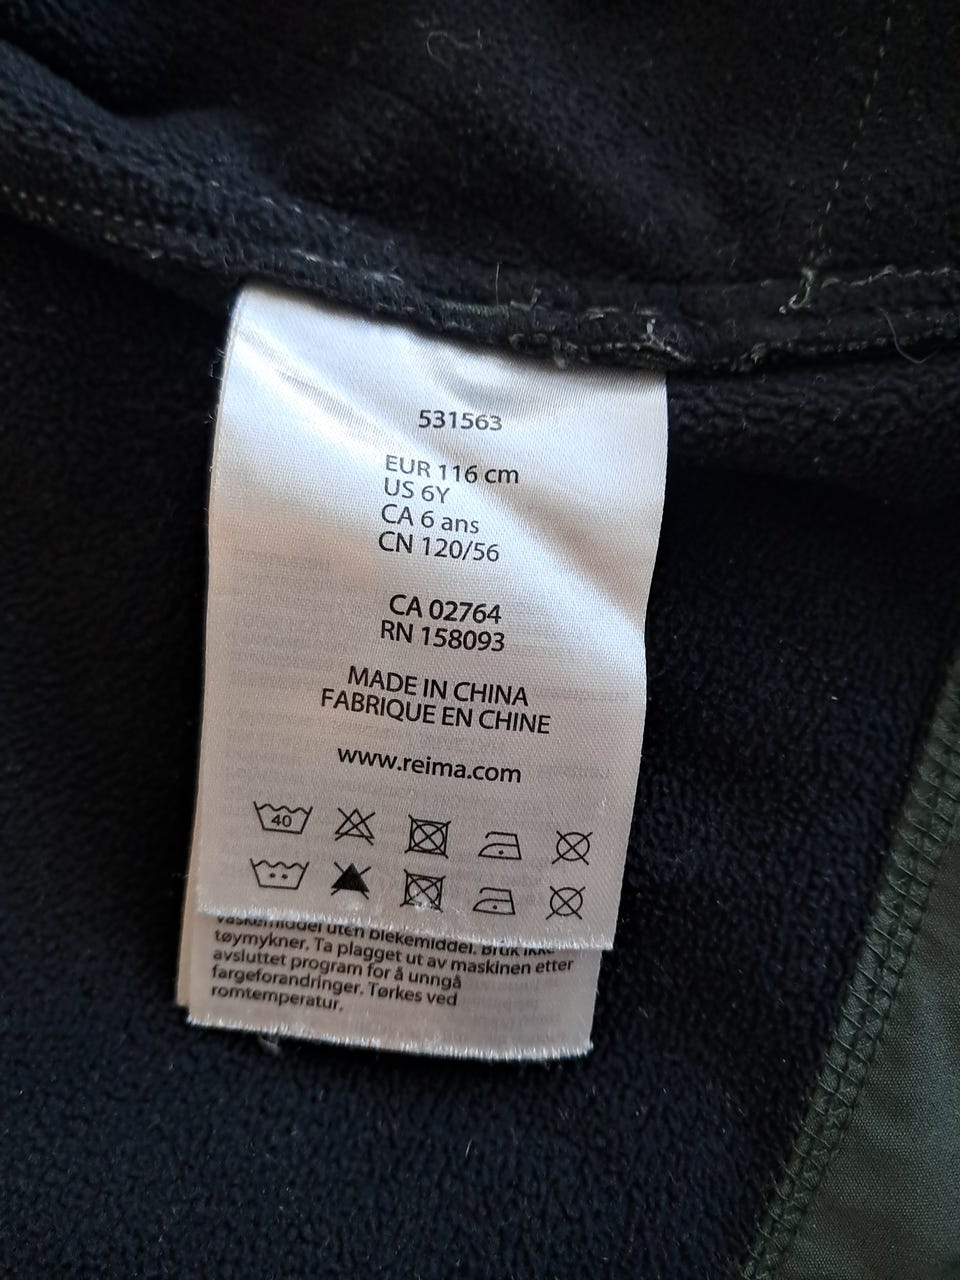 531563
EUR 116 cm
US 6Y
CA 6 ans
CN 120/56
CA 02764
RN 158093
MADE IN CHINA
FABRIQUE EN CHINE
www.reima.com
40
vaskemiddel uten blekemiddel. Bruk ikke
tøymykner. Ta plagget ut av maskinen etter
avsluttet program for å unngå
fargeforandringer. Tørkes ved
romtemperatur.